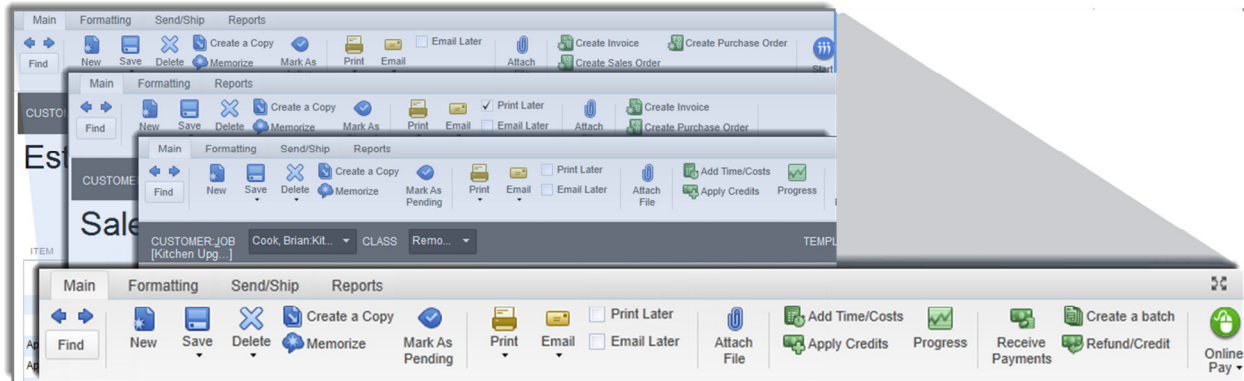 Main Formatting Send/Ship Reports
Find New Save Delete Create a Copy Memorize Mark As Print Email Email Later Attach Create Invoice Create Sales Order Create Purchase Order Start
Main Formatting Reports
Find New Save Delete Create a Copy Memorize Mark As Print Email Print Later Email Later Attach Create Invoice Create Purchase Order
Main Formatting Send/Ship Reports
Find New Save Delete Create a Copy Memorize Mark As Pending Print Email Print Later Email Later Attach File Add Time/Costs Apply Credits Progress
CUSTOMER:JOB Cook, Brian:Kit... CLASS Remo... TEMPL
[Kitchen Upg...]
CUSTO
Est
ITEM
CUSTOME
Sale
Main Formatting Send/Ship Reports
Find New Save Delete Create a Copy Memorize Mark As Pending Print Email Print Later Email Later Attach File Add Time/Costs Apply Credits Progress Receive Payments Create a batch Refund/Credit Online Pay
Ap
Ap